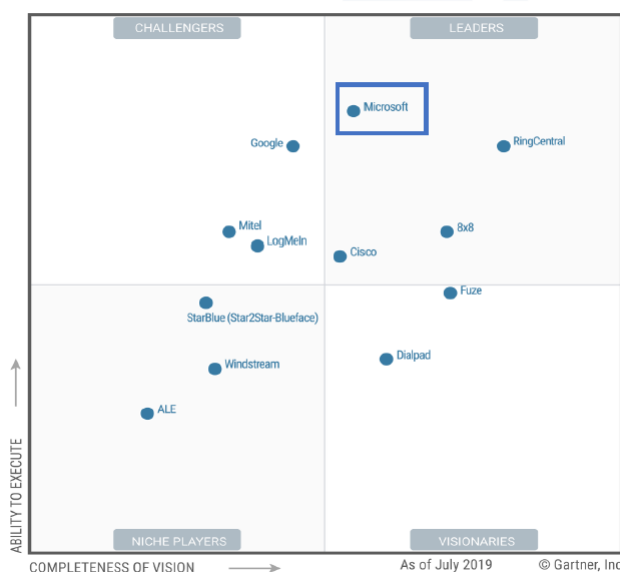 CHALLENGERS
LEADERS
Microsoft
Google
RingCentral
Mitel
8x8
LogMeIn
Cisco
Fuze
StarBlue (Star2Star-Blueface)
Dialpad
Windstream
ALE
ABILITY TO EXECUTE
NICHE PLAYERS
VISIONARIES
COMPLETENESS OF VISION
As of July 2019
© Gartner, Inc